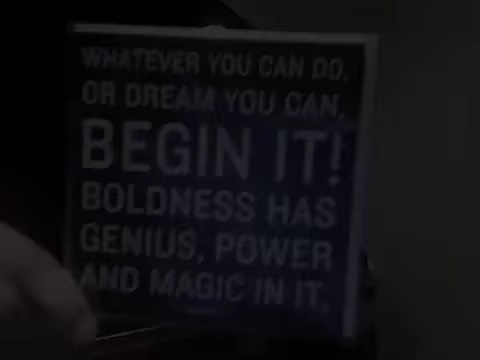 WHATEVER YOU CAN DO,
OR DREAM YOU CAN,
BEGIN IT!
BOLDNESS HAS
GENIUS, POWER
AND MAGIC IN IT.